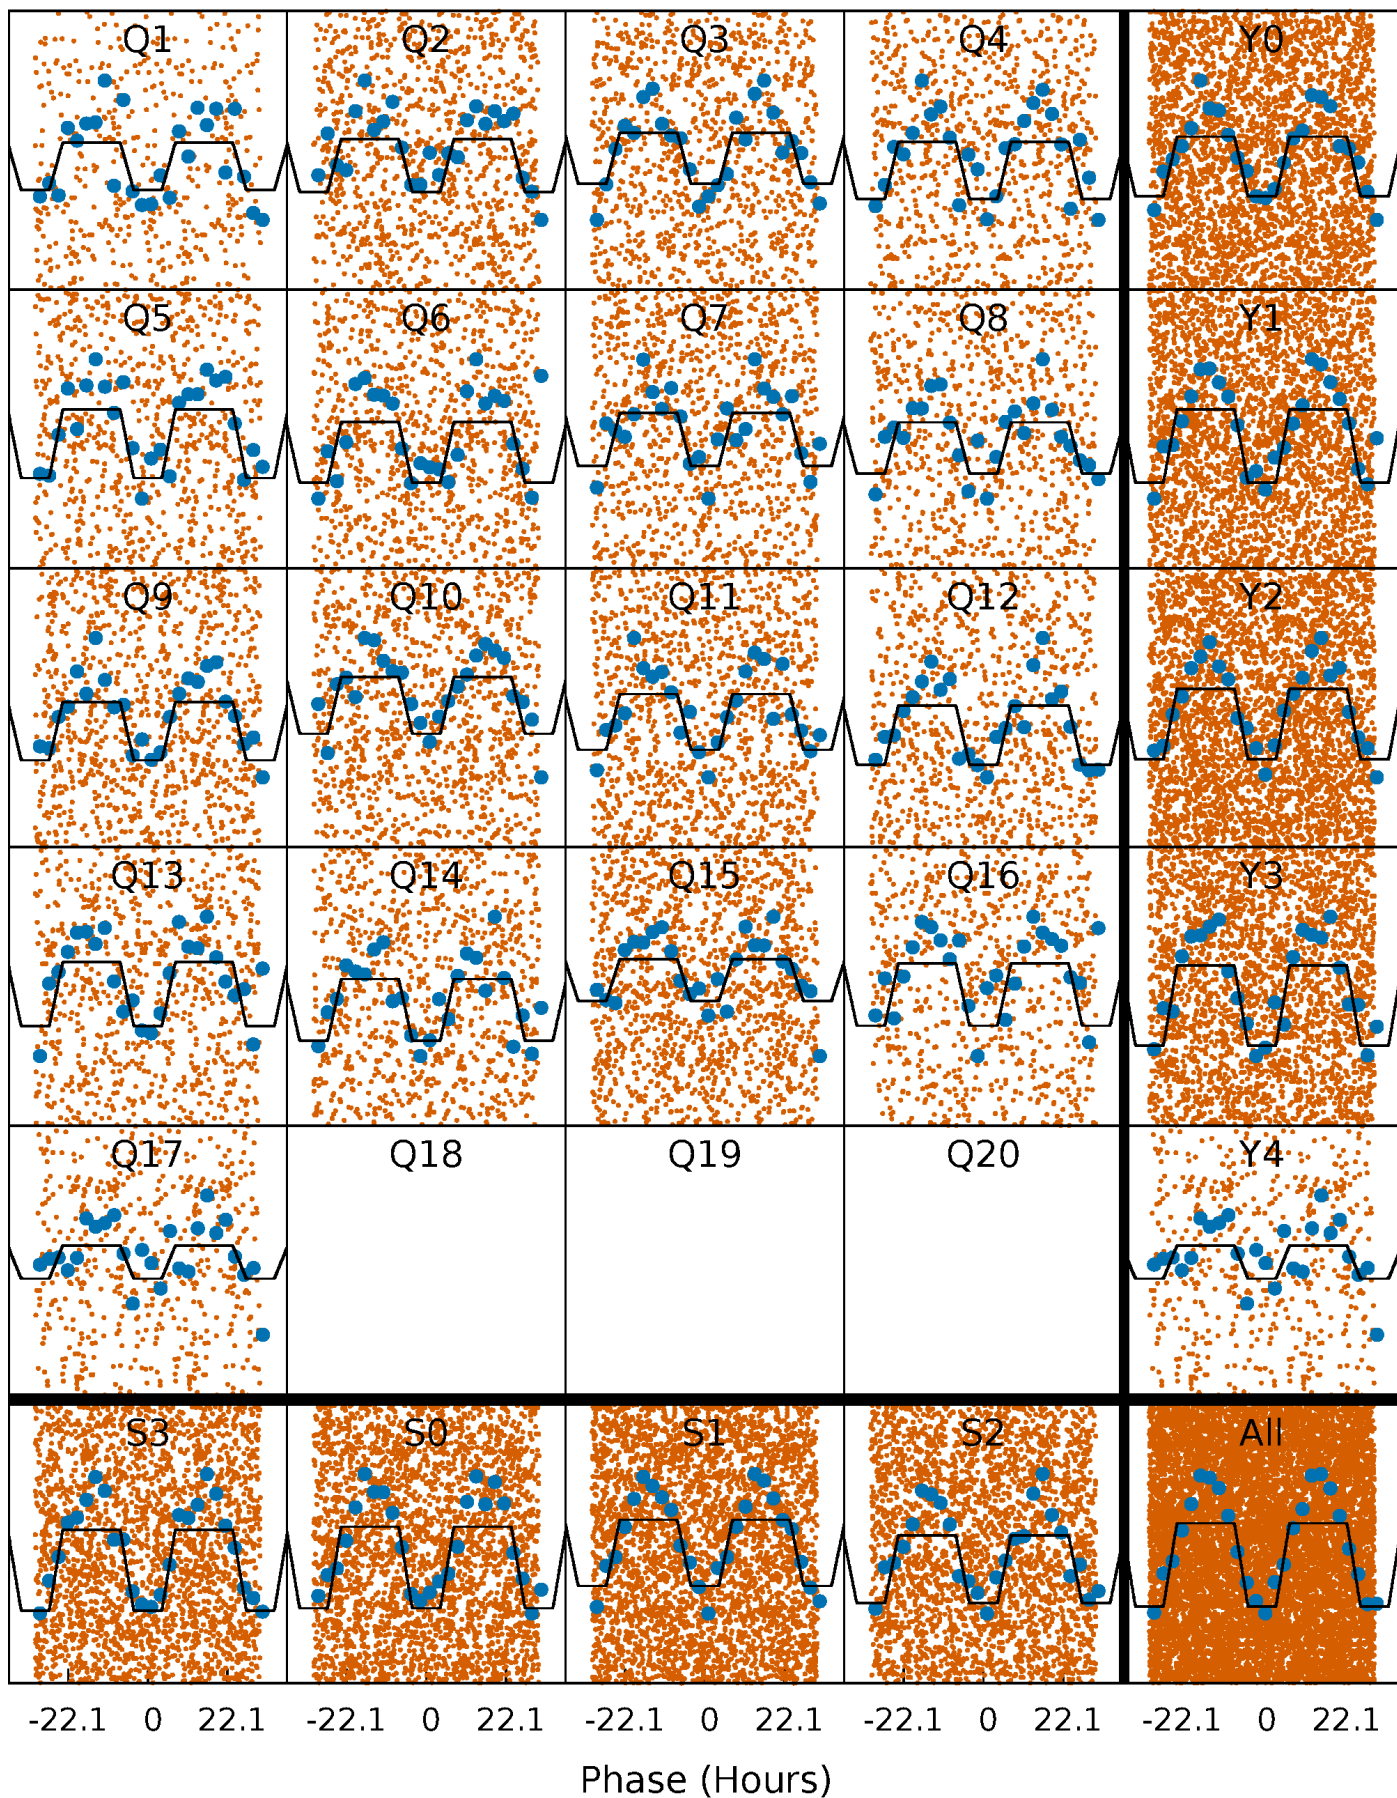 Q1 Q2 Q3 Q4 Y0
Q5 Q6 Q7 Q8 Y1
Q9 Q10 Q11 Q12 Y2
Q13 Q14 Q15 Q16 Y3
Q17 Q18 Q19 Q20 Y4
S3 S0 S1 S2 All
-22.1 0 22.1 -22.1 0 22.1 -22.1 0 22.1 -22.1 0 22.1 -22.1 0 22.1
Phase (Hours)